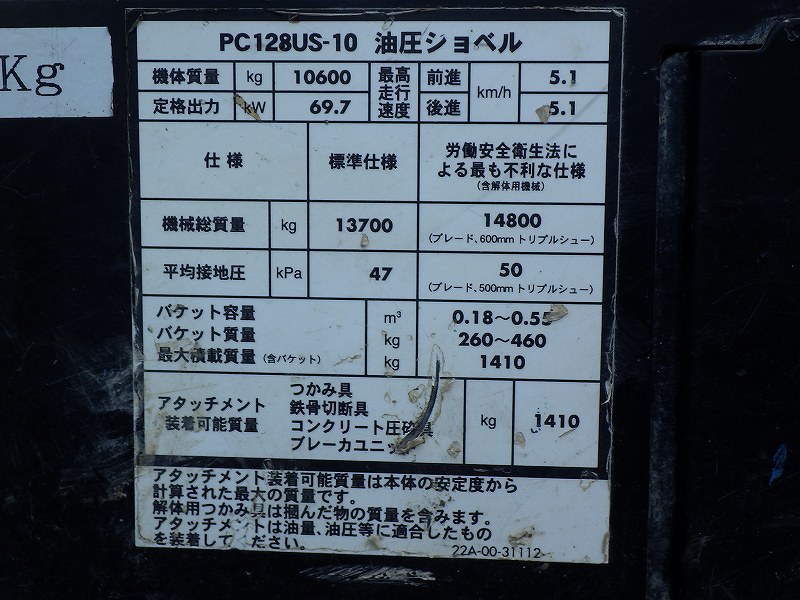 Kg
PC128US-10 油圧ショベル
機体質量 kg 10600 最高走行速度 前進 km/h 5.1
定格出力 kW 69.7 後進 5.1
仕様 標準仕様 労働安全衛生法に
よる最も不利な仕様
(含解体用機械)
機械総質量 kg 13700 14800
(ブレード、600mmトリプルシュー)
平均接地圧 kPa 47 50
(ブレード、500mmトリプルシュー)
バケット容量 m³ 0.18~0.55
バケット質量 kg 260~460
最大積載質量 (含バケット) kg 1410
アタッチメント
装着可能質量
つかみ具
鉄骨切断具
コンクリート圧砕具
ブレーカユニット
kg 1410
アタッチメント装着可能質量は本体の安定度から
計算された最大の質量です。
解体用つかみ具は掴んだ物の質量を含みます。
アタッチメントは油量、油圧等に適合したもの
を装着してください。
22A-00-31112